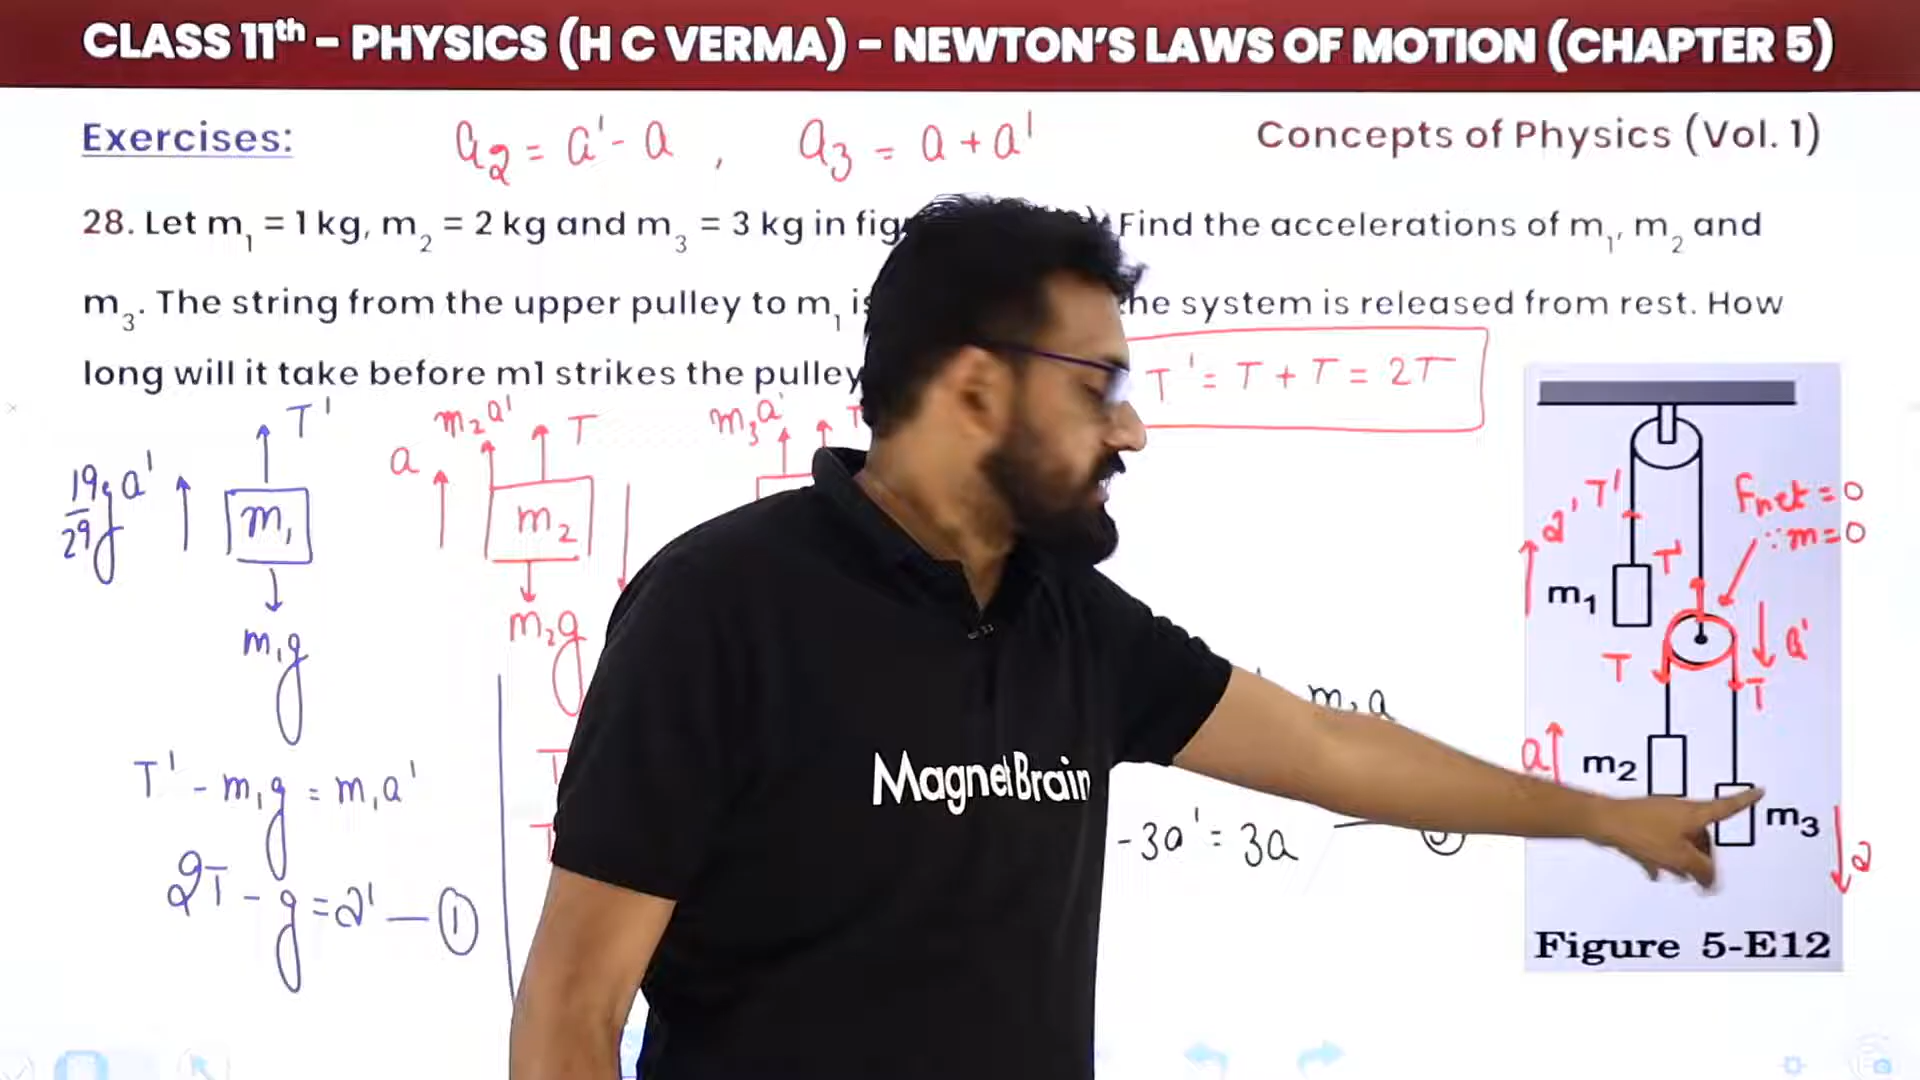 CLASS 11th – PHYSICS (H C VERMA) – NEWTON'S LAWS OF MOTION (CHAPTER 5)
Exercises:
a2 = a' - a , a3 = a + a'
Concepts of Physics (Vol. 1)
28. Let m1 = 1 kg, m2 = 2 kg and m3 = 3 kg in Find the accelerations of m1, m2 and
m3. The string from the upper pulley to m1 the system is released from rest. How
long will it take before m1 strikes the pulley
T' = T + T = 2T
T'
19g/29 a'
m1
m1g
T' - m1g = m1a'
2T - g = a' — ①
a
m2a'
T
m2
m2g
m3a'
T
m2a
-3a' = 3a —
a', T'
Fnet = 0
∵ m = 0
T'
m1
a'
T
T
a
m2
m3
a
Figure 5-E12
MagnetBrain